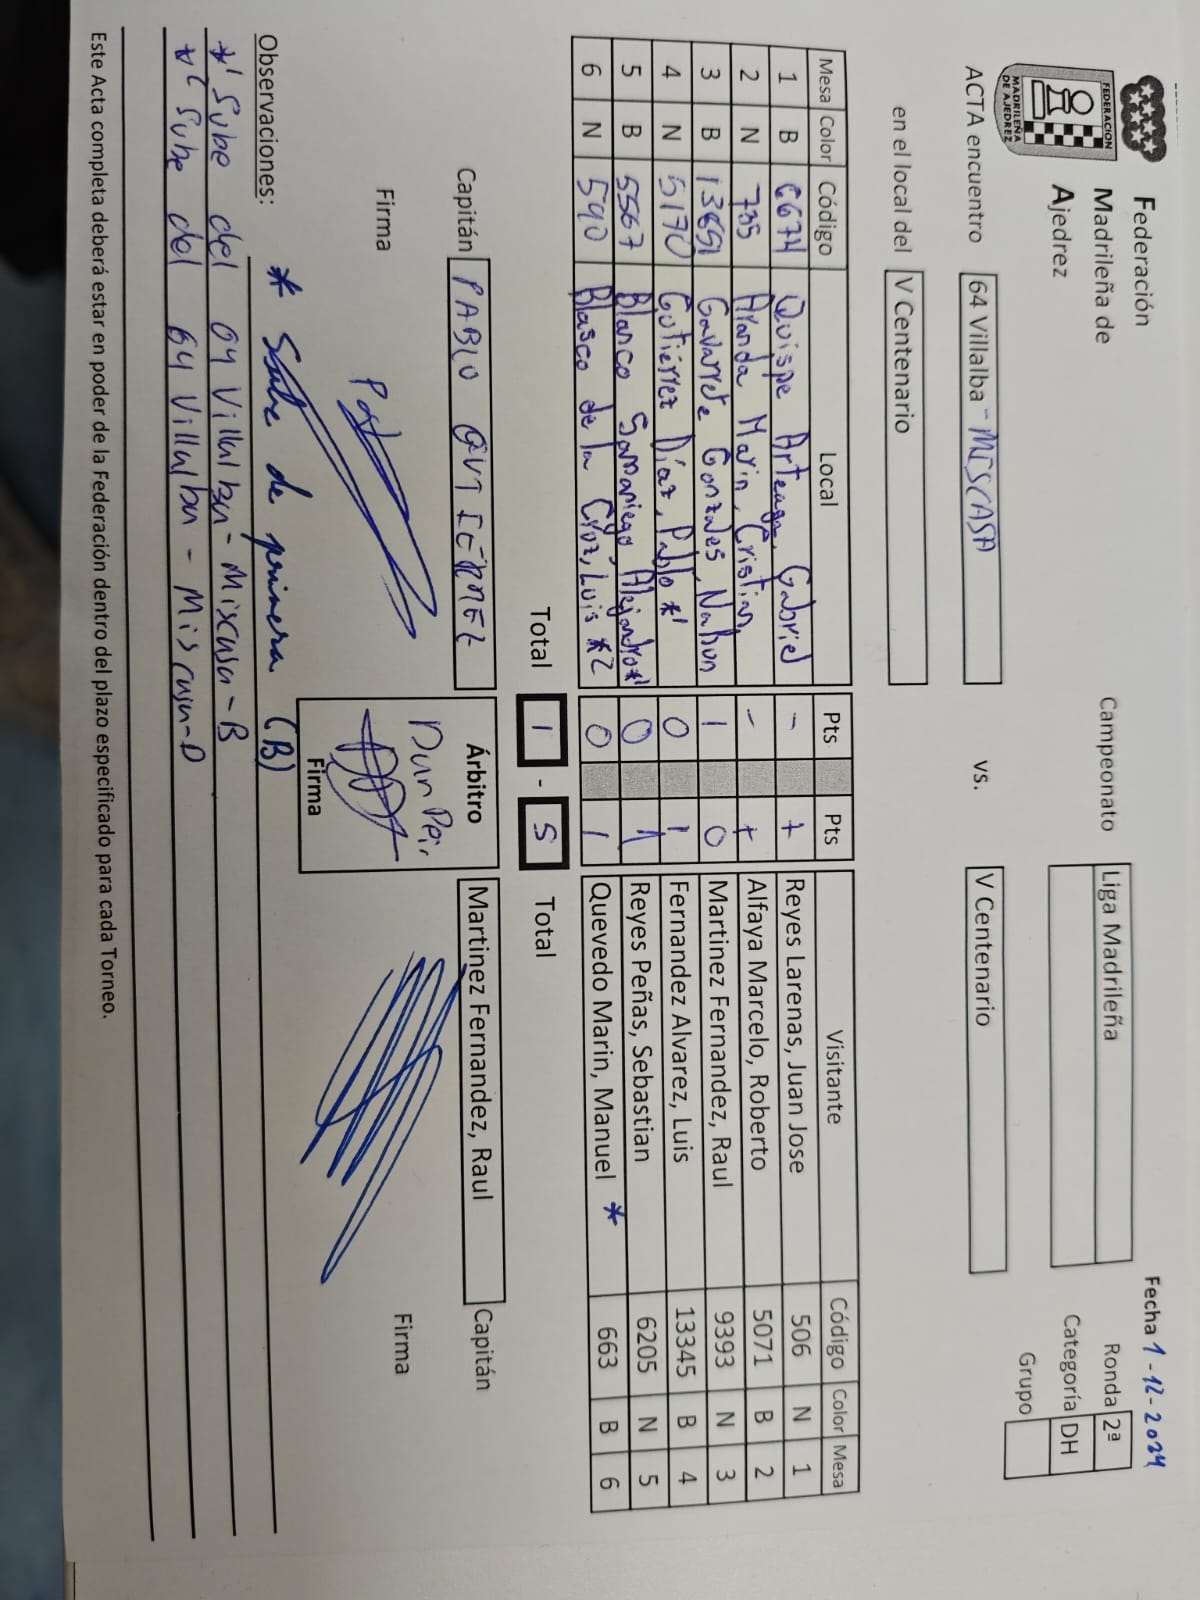 Federación
Madrileña de
Ajedrez
FEDERACION
MADRILEÑA
DE AJEDREZ
Fecha 1-12-2024
Campeonato Liga Madrileña Ronda 2ª
Categoría DH
Grupo
ACTA encuentro 64 Villalba - MISCASA vs. V Centenario
en el local del V Centenario
Mesa Color Código Local Pts Pts Visitante Código Color Mesa
1 B 6674 Quispe Arteaga, Gabriel - + Reyes Larenas, Juan Jose 506 N 1
2 N 735 Aranda Marin, Cristian - + Alfaya Marcelo, Roberto 5071 B 2
3 B 13651 Gavarrete Gonzales, Nahun 1 0 Martinez Fernandez, Raul 9393 N 3
4 N 5170 Gutiérrez Díaz, Pablo *1 0 1 Fernandez Alvarez, Luis 13345 B 4
5 B 5567 Blanco Samaniego, Alejandro *1 0 1 Reyes Peñas, Sebastian 6205 N 5
6 N 590 Blasco de la Cruz, Luis *2 0 1 Quevedo Marin, Manuel * 663 B 6
Total 1 - 5 Total
Capitán PABLO GUTIÉRREZ Árbitro Martinez Fernandez, Raul Capitán
Firma Firma Firma
Observaciones: * Sube de primera (B)
*1 Sube del 64 Villalba - Miscasa - B
*2 Sube del 64 Villalba - Miscasa - D
Este Acta completa deberá estar en poder de la Federación dentro del plazo especificado para cada Torneo.